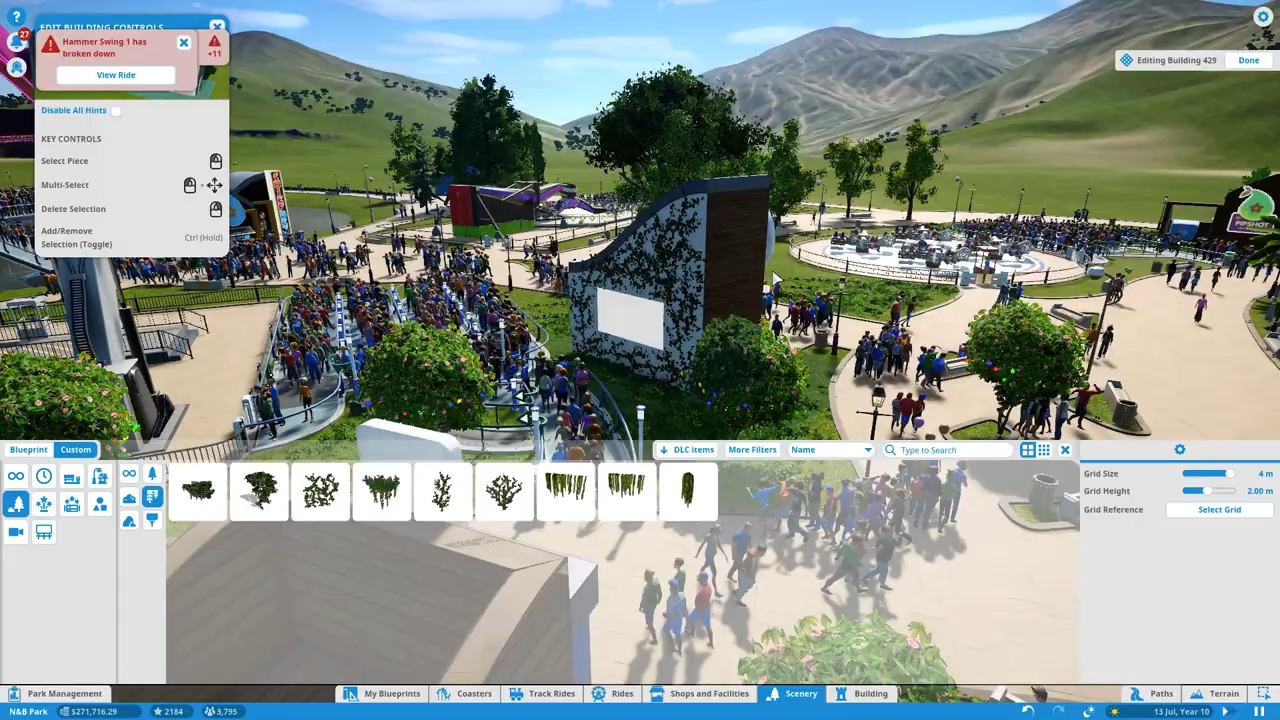 EDIT BUILDING CONTROLS
27
Hammer Swing 1 has
broken down
+11
View Ride
Editing Building 429
Done
Disable All Hints
KEY CONTROLS
Select Piece
Multi-Select
Delete Selection
Add/Remove
Selection (Toggle)
Ctrl (Hold)
Blueprint
Custom
DLC items
More Filters
Name
Type to Search
Grid Size
4 m
Grid Height
2.00 m
Grid Reference
Select Grid
Park Management
My Blueprints
Coasters
Track Rides
Rides
Shops and Facilities
Scenery
Building
Paths
Terrain
N&B Park
$271,716.29
2184
3,795
13 Jul, Year 10